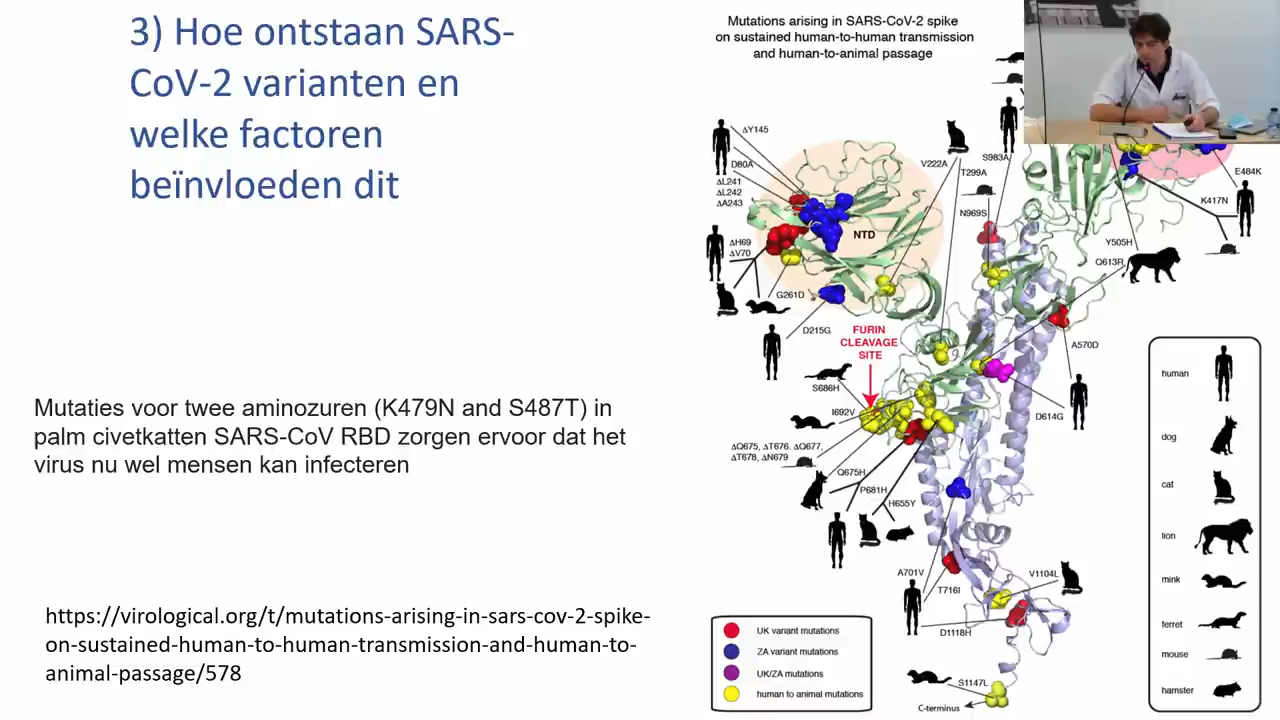 3) Hoe ontstaan SARS-
CoV-2 varianten en
welke factoren
beïnvloeden dit
Mutaties voor twee aminozuren (K479N and S487T) in
palm civetkatten SARS-CoV RBD zorgen ervoor dat het
virus nu wel mensen kan infecteren
https://virological.org/t/mutations-arising-in-sars-cov-2-spike-
on-sustained-human-to-human-transmission-and-human-to-
animal-passage/578
Mutations arising in SARS-CoV-2 spike
on sustained human-to-human transmission
and human-to-animal passage
ΔY145
D80A
ΔL241
ΔL242
ΔA243
ΔH69
ΔV70
G261D
D215G
NTD
V222A
T299A
S983A
N969S
E484K
K417N
Y505H
Q613R
A570D
D614G
FURIN
CLEAVAGE
SITE
S686H
I692V
ΔQ675, ΔT676. ΔQ677,
ΔT678, ΔN679
Q675H
P681H
H655Y
A701V
T716I
V1104L
D1118H
S1147L
C-terminus
UK variant mutations
ZA variant mutations
UK/ZA mutations
human to animal mutations
human
dog
cat
lion
mink
ferret
mouse
hamster